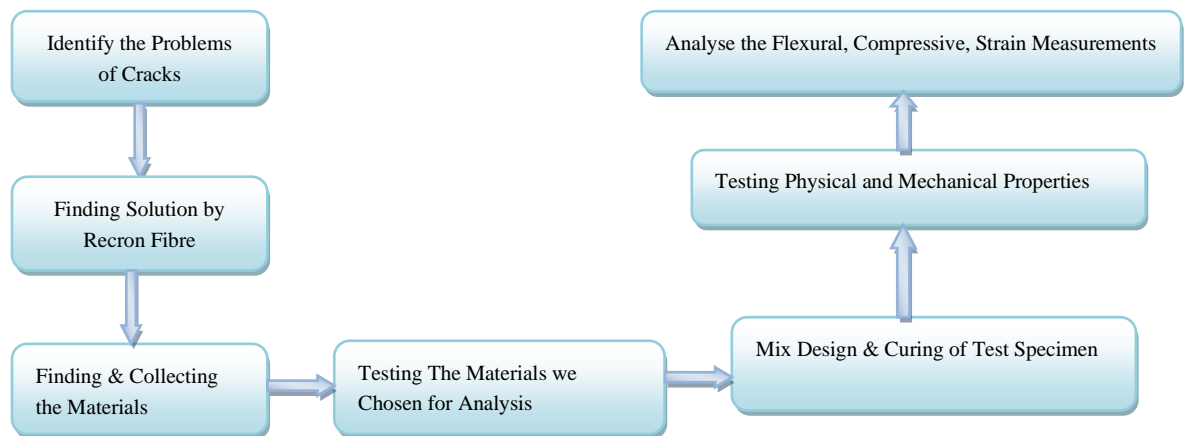 Identify the Problems
of Cracks
Finding Solution by
Recron Fibre
Finding & Collecting
the Materials
Testing The Materials we
Chosen for Analysis
Mix Design & Curing of Test Specimen
Testing Physical and Mechanical Properties
Analyse the Flexural, Compressive, Strain Measurements